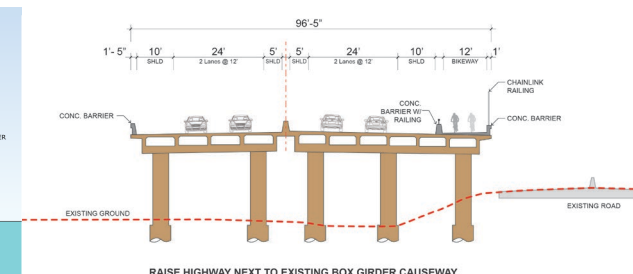 96'-5"
1'- 5" 10' 24' 5' 5' 24' 10' 12' 1'
SHLD 2 Lanes @ 12' SHLD SHLD 2 Lanes @ 12' SHLD BIKEWAY
CHAINLINK
RAILING
CONC. BARRIER
CONC.
BARRIER W/
RAILING
CONC. BARRIER
ER
EXISTING GROUND
EXISTING ROAD
RAISE HIGHWAY NEXT TO EXISTING BOX GIRDER CAUSEWAY